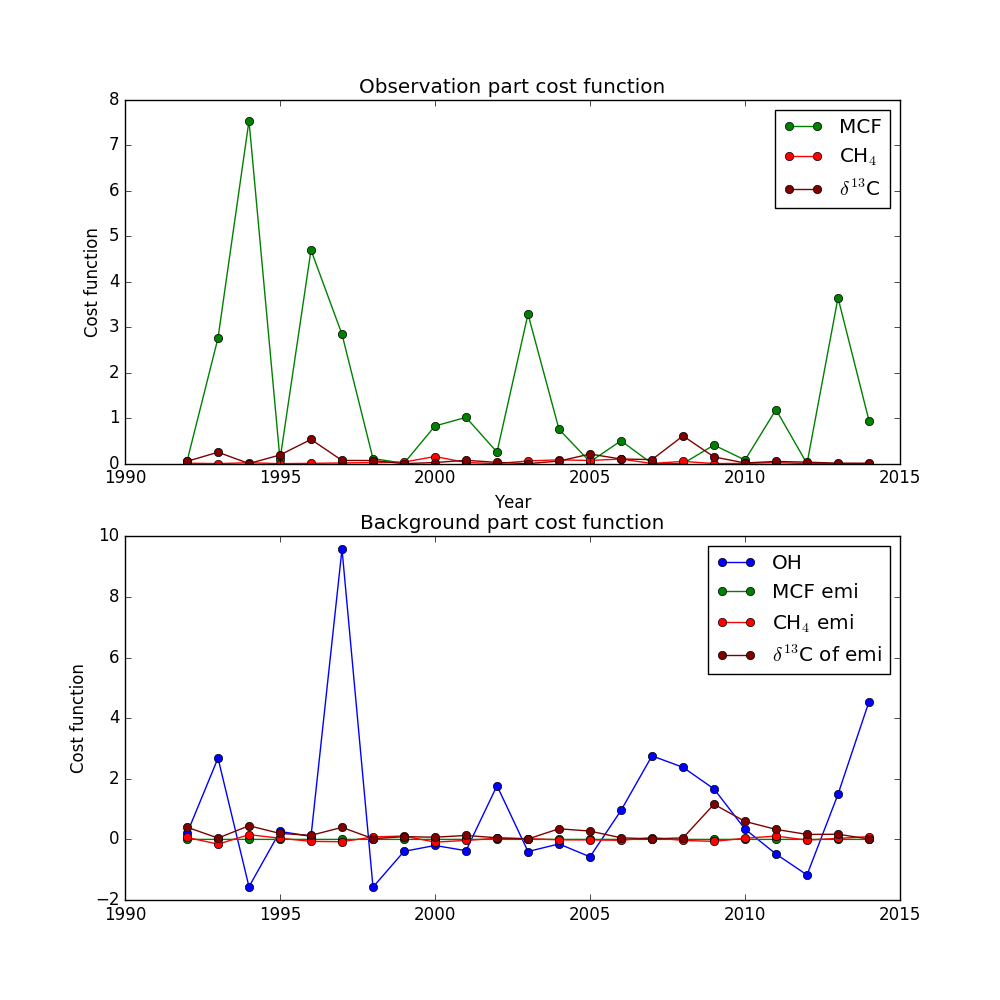 Observation part cost function
8
7
6
5
4
3
2
1
0
Cost function
MCF
CH₄
δ¹³C
1990 1995 2000 2005 2010 2015
Year
Background part cost function
10
8
6
4
2
0
−2
Cost function
OH
MCF emi
CH₄ emi
δ¹³C of emi
1990 1995 2000 2005 2010 2015